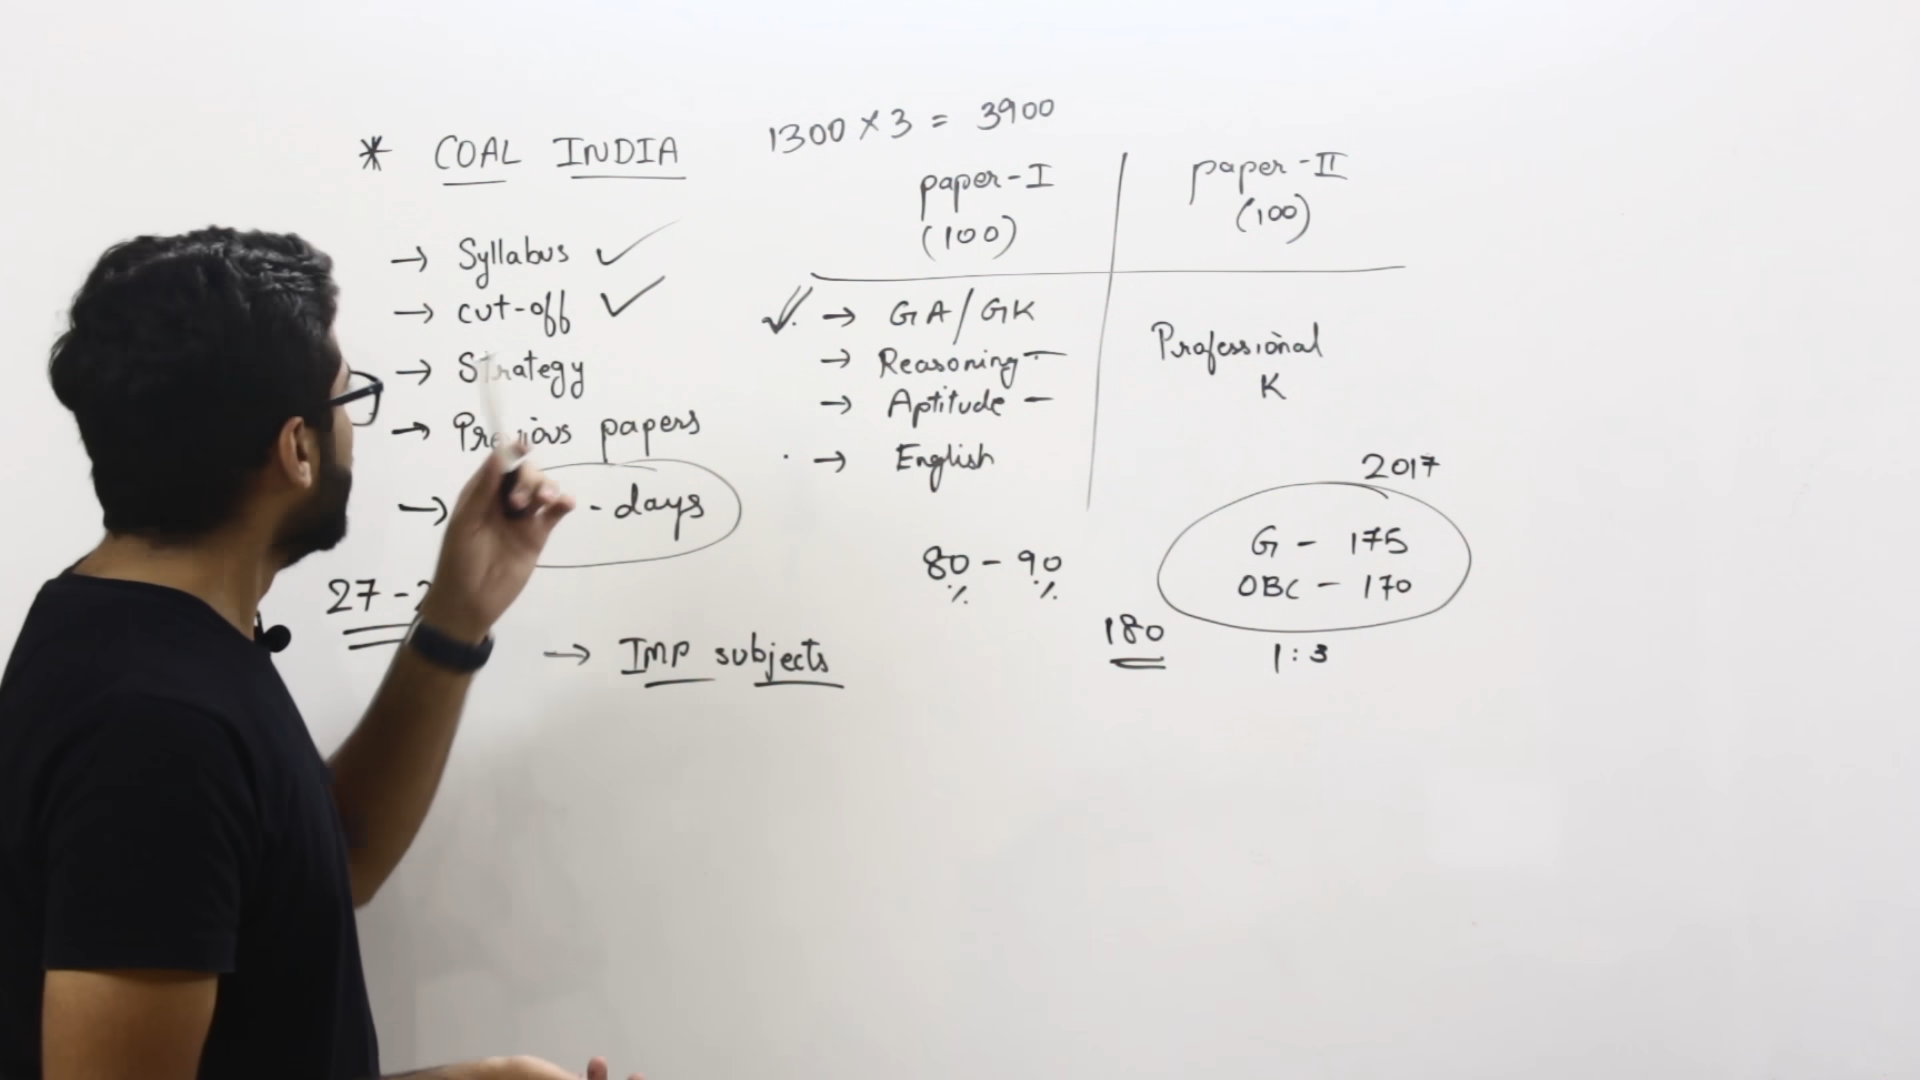 * COAL INDIA
→ Syllabus ✓
→ cut-off ✓
→ Strategy
→ Previous papers
→ - days
27 -
→ Imp subjects
1300 × 3 = 3900
paper-I
(100)
→ GA/GK
→ Reasoning -
→ Aptitude -
→ English
80 - 90
% %
paper-II
(100)
Professional
K
2017
G - 175
OBC - 170
180
1:3